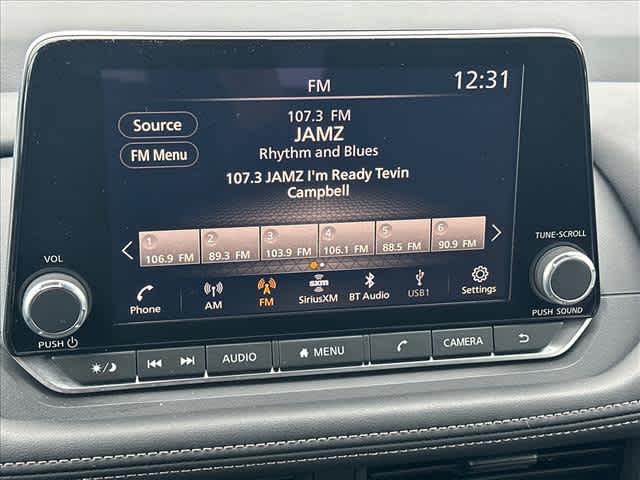 FM
12:31
Source
FM Menu
107.3 FM
JAMZ
Rhythm and Blues
107.3 JAMZ I'm Ready Tevin
Campbell
1 2 3 4 5 6
106.9 FM 89.3 FM 103.9 FM 106.1 FM 88.5 FM 90.9 FM
Phone
AM
FM
sxm
SiriusXM
BT Audio
USB1
Settings
VOL
PUSH
TUNE-SCROLL
PUSH SOUND
AUDIO
MENU
CAMERA